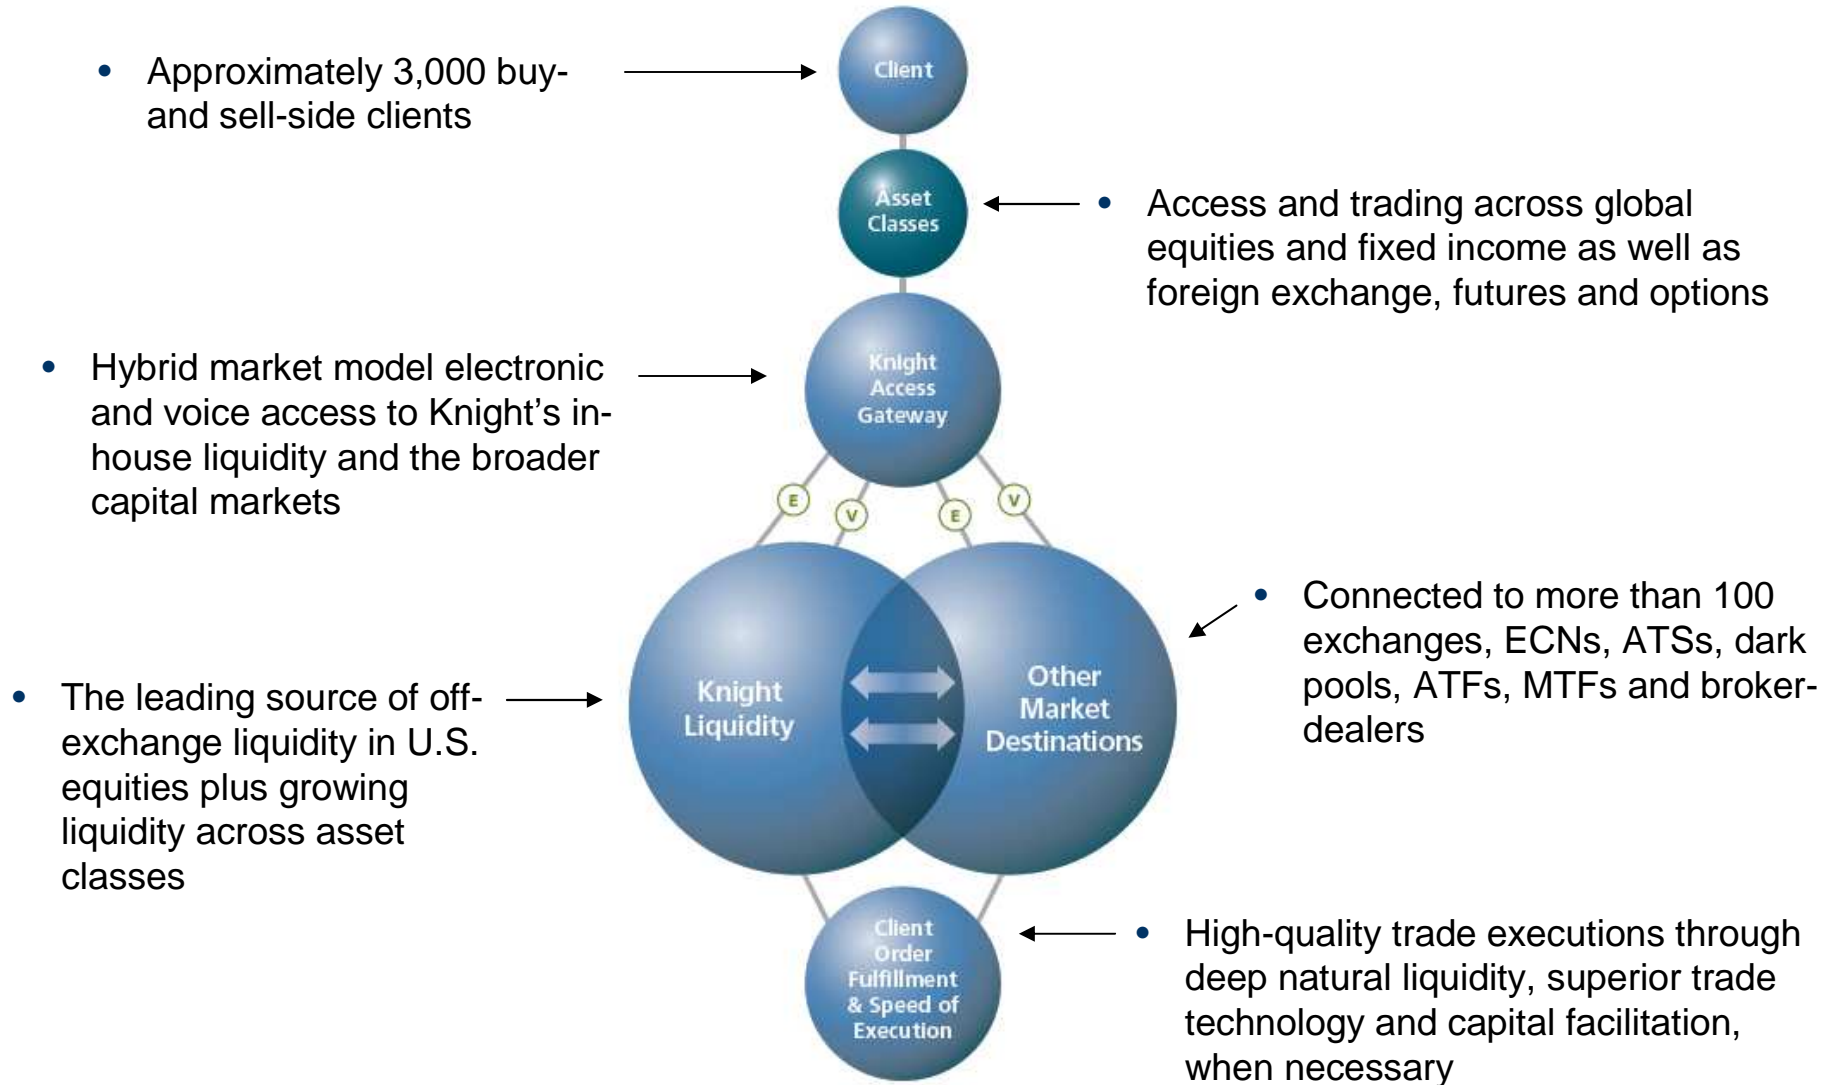 Client
• Approximately 3,000 buy-
and sell-side clients
Asset
Classes
• Access and trading across global
equities and fixed income as well as
foreign exchange, futures and options
Knight
Access
Gateway
• Hybrid market model electronic
and voice access to Knight’s in-
house liquidity and the broader
capital markets
E
V
E
V
Knight
Liquidity
Other
Market
Destinations
• Connected to more than 100
exchanges, ECNs, ATSs, dark
pools, ATFs, MTFs and broker-
dealers
• The leading source of off-
exchange liquidity in U.S.
equities plus growing
liquidity across asset
classes
Client
Order
Fulfillment
& Speed of
Execution
• High-quality trade executions through
deep natural liquidity, superior trade
technology and capital facilitation,
when necessary